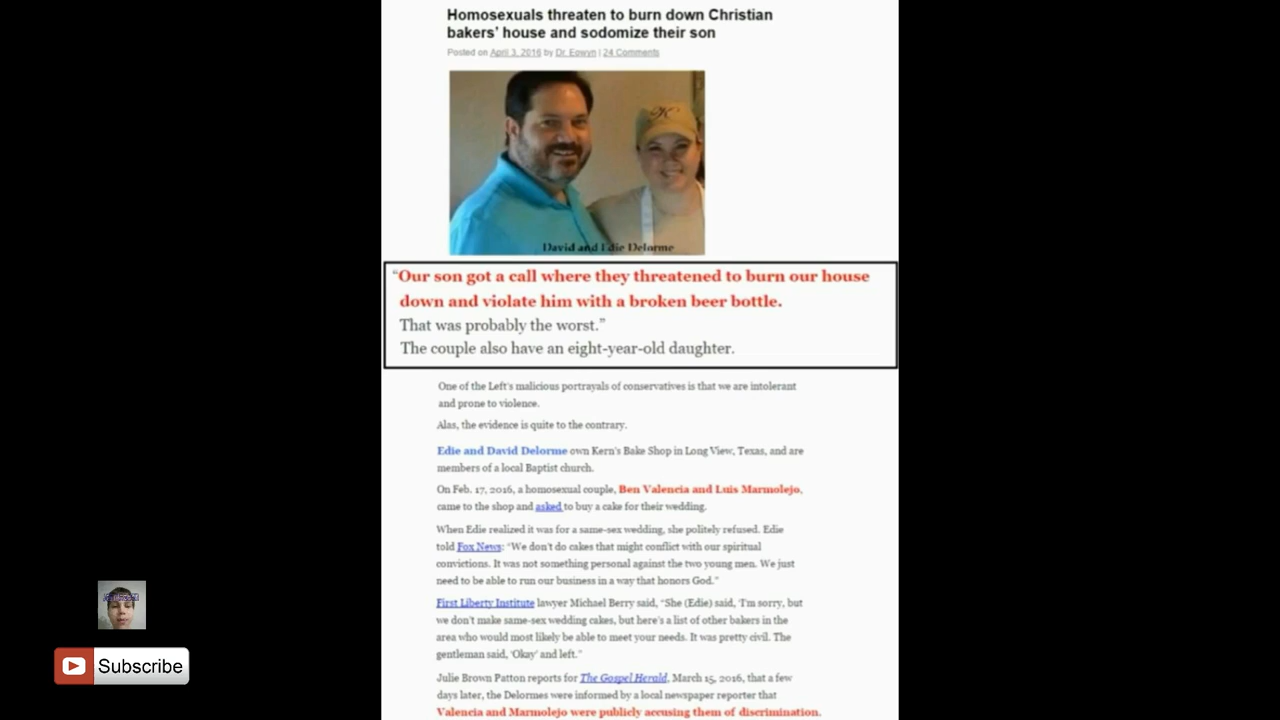 Homosexuals threaten to burn down Christian
bakers’ house and sodomize their son
Posted on April 3, 2016 by Dr. Eowyn | 24 Comments
David and Edie Delorme
“Our son got a call where they threatened to burn our house
down and violate him with a broken beer bottle.
That was probably the worst.”
The couple also have an eight-year-old daughter.
One of the Left's malicious portrayals of conservatives is that we are intolerant
and prone to violence.
Alas, the evidence is quite to the contrary.
Edie and David Delorme own Kern's Bake Shop in Long View, Texas, and are
members of a local Baptist church.
On Feb. 17, 2016, a homosexual couple, Ben Valencia and Luis Marmolejo,
came to the shop and asked to buy a cake for their wedding.
When Edie realized it was for a same-sex wedding, she politely refused. Edie
told Fox News: “We don't do cakes that might conflict with our spiritual
convictions. It was not something personal against the two young men. We just
need to be able to run our business in a way that honors God.”
First Liberty Institute lawyer Michael Berry said, “She (Edie) said, ‘I'm sorry, but
we don't make same-sex wedding cakes, but here's a list of other bakers in the
area who would most likely be able to meet your needs. It was pretty civil. The
gentleman said, ‘Okay’ and left.”
Julie Brown Patton reports for The Gospel Herald, March 15, 2016, that a few
days later, the Delormes were informed by a local newspaper reporter that
Valencia and Marmolejo were publicly accusing them of discrimination.
Subscribe